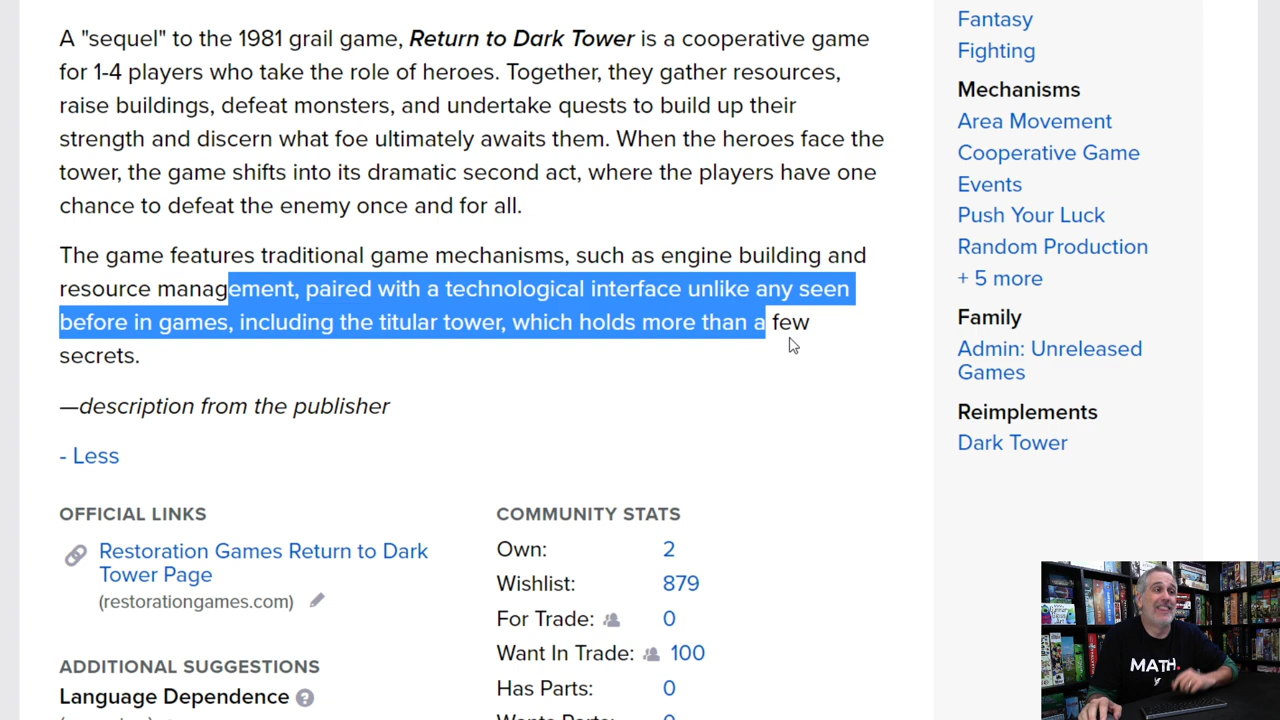 A "sequel" to the 1981 grail game, Return to Dark Tower is a cooperative game
for 1-4 players who take the role of heroes. Together, they gather resources,
raise buildings, defeat monsters, and undertake quests to build up their
strength and discern what foe ultimately awaits them. When the heroes face the
tower, the game shifts into its dramatic second act, where the players have one
chance to defeat the enemy once and for all.
The game features traditional game mechanisms, such as engine building and
resource management, paired with a technological interface unlike any seen
before in games, including the titular tower, which holds more than a few
secrets.
—description from the publisher
- Less
OFFICIAL LINKS
Restoration Games Return to Dark
Tower Page
(restorationgames.com)
ADDITIONAL SUGGESTIONS
Language Dependence
COMMUNITY STATS
Own: 2
Wishlist: 879
For Trade: 0
Want In Trade: 100
Has Parts: 0
Fantasy
Fighting
Mechanisms
Area Movement
Cooperative Game
Events
Push Your Luck
Random Production
+ 5 more
Family
Admin: Unreleased
Games
Reimplements
Dark Tower
MATH.